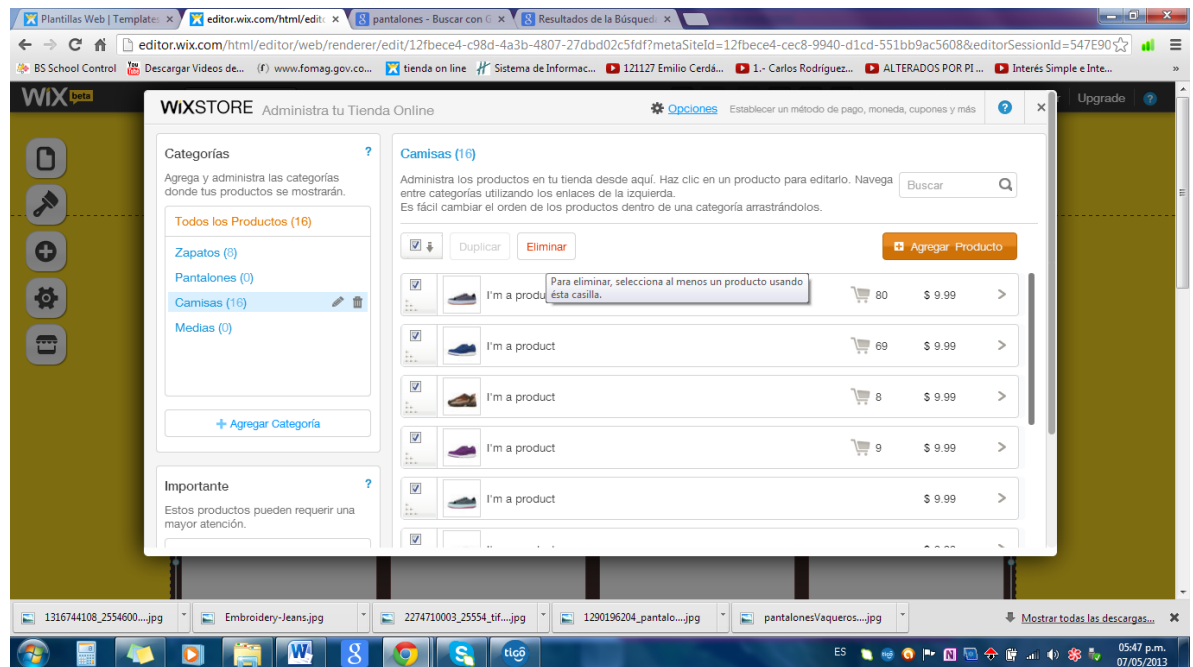 Plantillas Web | Templates
editor.wix.com/html/edito
pantalones - Buscar con G
Resultados de la Búsqueda
editor.wix.com/html/editor/web/renderer/edit/12fbece4-c98d-4a3b-4807-27dbd02c5fdf?metaSiteId=12fbece4-cec8-9940-d1cd-551bb9ac5608&editorSessionId=547E90
BS School Control
Descargar Videos de...
www.fomag.gov.co...
tienda on line
Sistema de Informac...
121127 Emilio Cerdá...
1.- Carlos Rodríguez...
ALTERADOS POR PI ...
Interés Simple e Inte...
WiX beta
Upgrade
WiXSTORE Administra tu Tienda Online
Opciones Establecer un método de pago, moneda, cupones y más
Categorías
Agrega y administra las categorías
donde tus productos se mostrarán.
Todos los Productos (16)
Zapatos (8)
Pantalones (0)
Camisas (16)
Medias (0)
+ Agregar Categoría
Importante
Estos productos pueden requerir una
mayor atención.
Camisas (16)
Administra los productos en tu tienda desde aquí. Haz clic en un producto para editarlo. Navega
entre categorías utilizando los enlaces de la izquierda.
Es fácil cambiar el orden de los productos dentro de una categoría arrastrándolos.
Buscar
Duplicar
Eliminar
Agregar Producto
Para eliminar, selecciona al menos un producto usando
ésta casilla.
I'm a produ 80 $ 9.99
I'm a product 69 $ 9.99
I'm a product 8 $ 9.99
I'm a product 9 $ 9.99
I'm a product $ 9.99
1316744108_2554600....jpg
Embroidery-Jeans.jpg
2274710003_25554_tif....jpg
1290196204_pantalo....jpg
pantalonesVaqueros....jpg
Mostrar todas las descargas...
tigo
ES
05:47 p.m.
07/05/2013